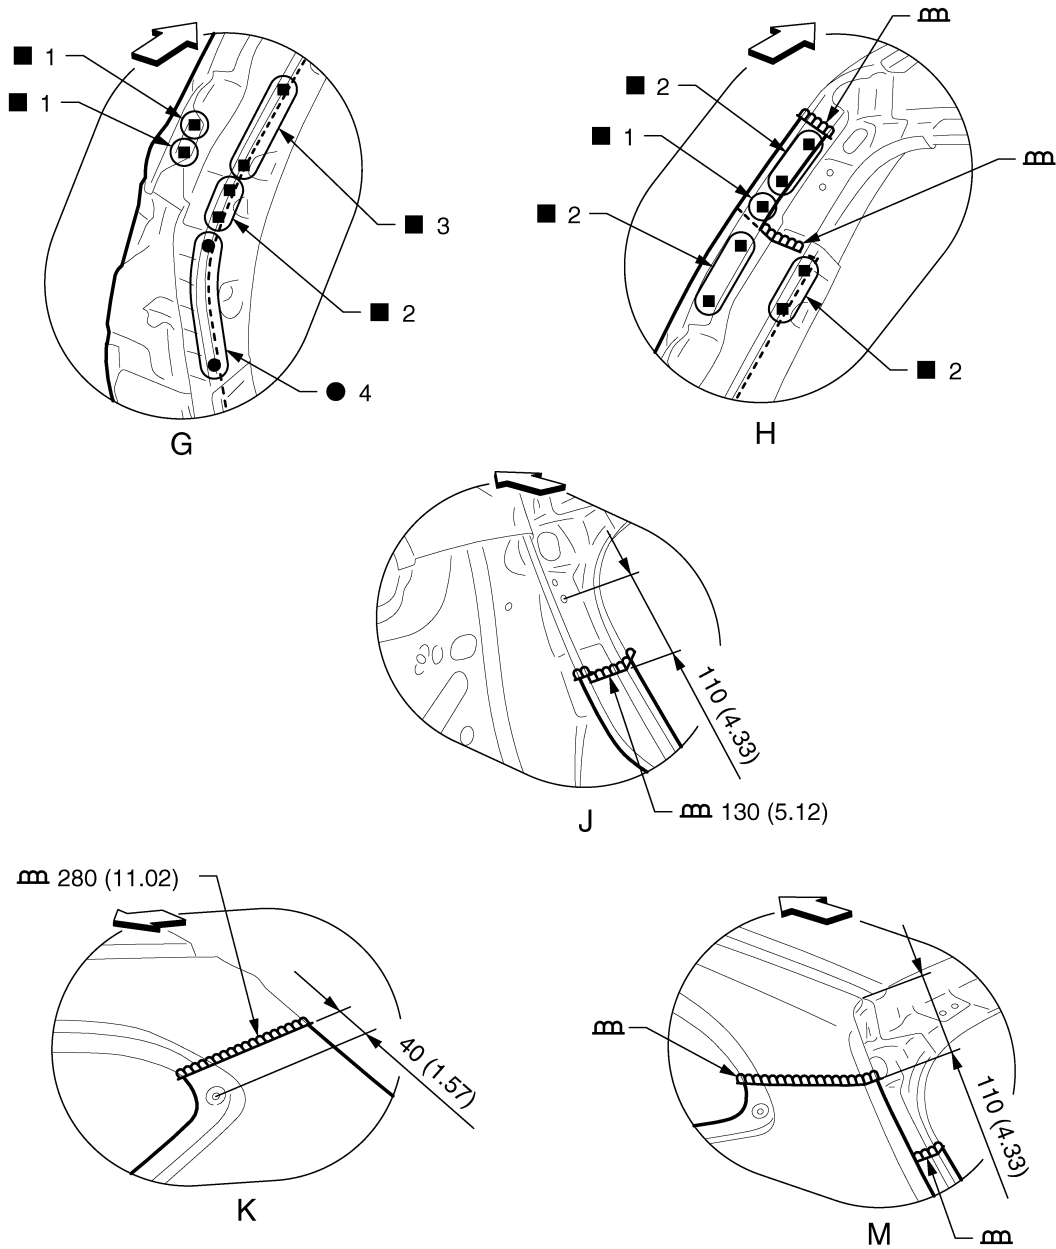 ■ 1
■ 1
■ 3
■ 2
● 4
G
■ 2
■ 1
■ 2
■ 2
H
110 (4.33)
130 (5.12)
J
280 (11.02)
40 (1.57)
K
110 (4.33)
M